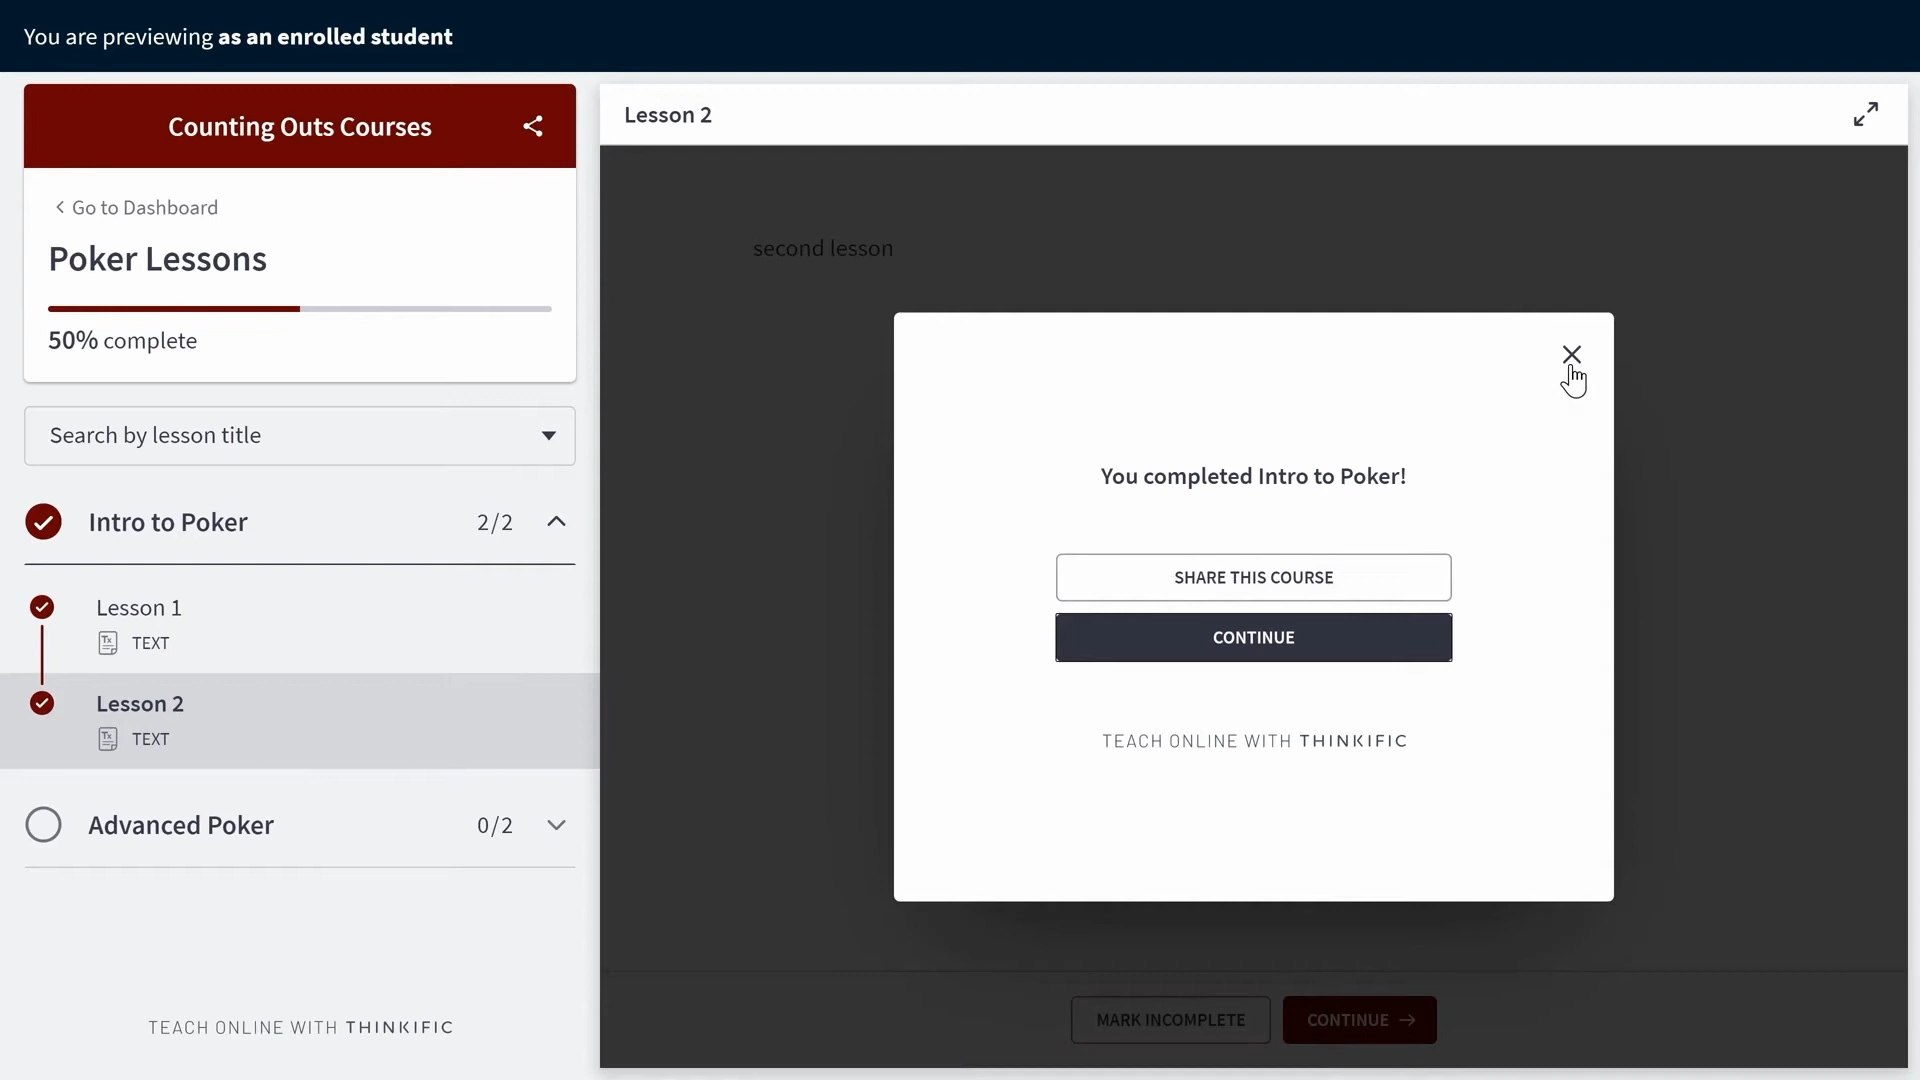 You are previewing as an enrolled student
Counting Outs Courses
Go to Dashboard
Poker Lessons
50% complete
Search by lesson title
Intro to Poker 2/2
Lesson 1
TEXT
Lesson 2
TEXT
Advanced Poker 0/2
TEACH ONLINE WITH THINKIFIC
Lesson 2
second lesson
You completed Intro to Poker!
SHARE THIS COURSE
CONTINUE
TEACH ONLINE WITH THINKIFIC
MARK INCOMPLETE
CONTINUE →